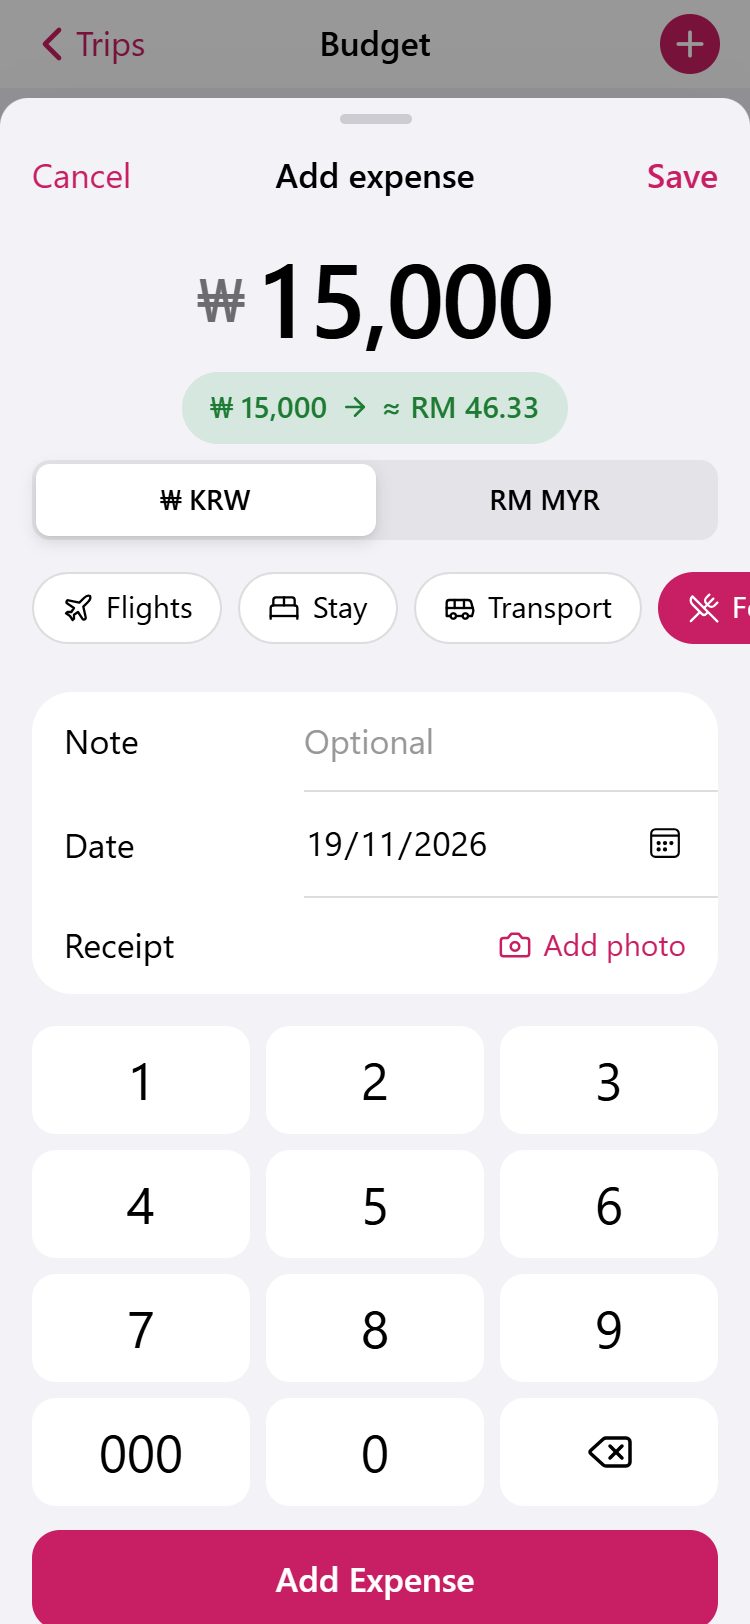 Trips Budget
Cancel Add expense Save
₩ 15,000
₩ 15,000 → ≈ RM 46.33
₩ KRW RM MYR
Flights Stay Transport
Note Optional
Date 19/11/2026
Receipt Add photo
1 2 3
4 5 6
7 8 9
000 0
Add Expense